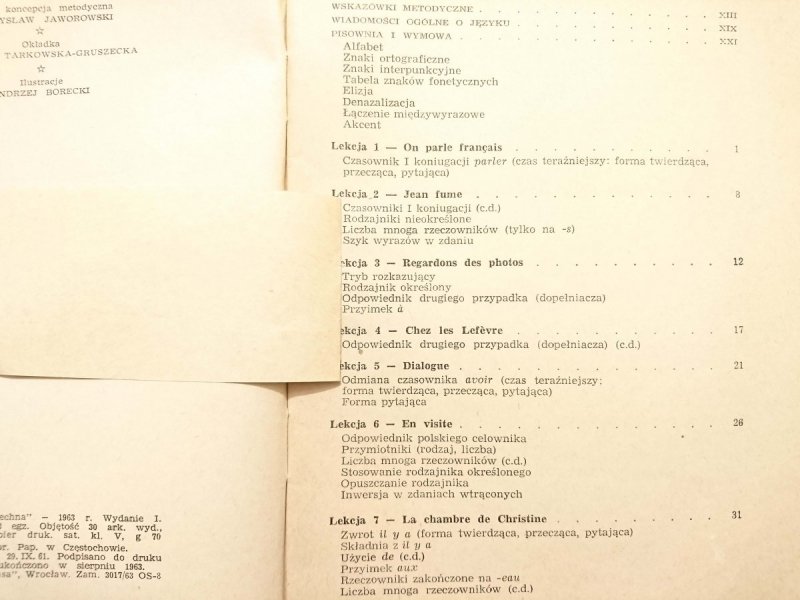 koncepcja metodyczna
YSŁAW JAWOROWSKI
☆
Okładka
TARKOWSKA-GRUSZECKA
☆
Ilustracje
NDRZEJ BORECKI
echna" — 1963 r. Wydanie I.
egz. Objętość 30 ark. wyd.,
pier druk. sat. kl. V, g 70
or. Pap. w Częstochowie.
29. IX. 61. Podpisano do druku
ukończono w sierpniu 1963.
asa", Wrocław. Zam. 3017/63 OS-8
WSKAZÓWKI METODYCZNE . . . . . . . . . . XIII
WIADOMOŚCI OGÓLNE O JĘZYKU . . . . . . . . XIX
PISOWNIA I WYMOWA . . . . . . . . . . XXI
Alfabet
Znaki ortograficzne
Znaki interpunkcyjne
Tabela znaków fonetycznych
Elizja
Denazalizacja
Łączenie międzywyrazowe
Akcent
Lekcja 1 — On parle français . . . . . . . . 1
Czasownik I koniugacji parler (czas teraźniejszy: forma twierdząca,
przecząca, pytająca)
Lekcja 2 — Jean fume . . . . . . . . . . 8
Czasowniki I koniugacji (c.d.)
Rodzajniki nieokreślone
Liczba mnoga rzeczowników (tylko na -s)
Szyk wyrazów w zdaniu
ekcja 3 — Regardons des photos . . . . . . . 12
Tryb rozkazujący
Rodzajnik określony
Odpowiednik drugiego przypadka (dopełniacza)
Przyimek à
ekcja 4 — Chez les Lefèvre . . . . . . . . 17
Odpowiednik drugiego przypadka (dopełniacza) (c.d.)
ekcja 5 — Dialogue . . . . . . . . . . 21
Odmiana czasownika avoir (czas teraźniejszy:
forma twierdząca, przecząca, pytająca)
Forma pytająca
Lekcja 6 — En visite . . . . . . . . . . 26
Odpowiednik polskiego celownika
Przymiotniki (rodzaj, liczba)
Liczba mnoga rzeczowników (c.d.)
Stosowanie rodzajnika określonego
Opuszczanie rodzajnika
Inwersja w zdaniach wtrąconych
Lekcja 7 — La chambre de Christine . . . . . . 31
Zwrot il y a (forma twierdząca, przecząca, pytająca)
Składnia z il y a
Użycie de (c.d.)
Przyimek aux
Rzeczowniki zakończone na -eau
Liczba mnoga rzeczowników (c.d.)